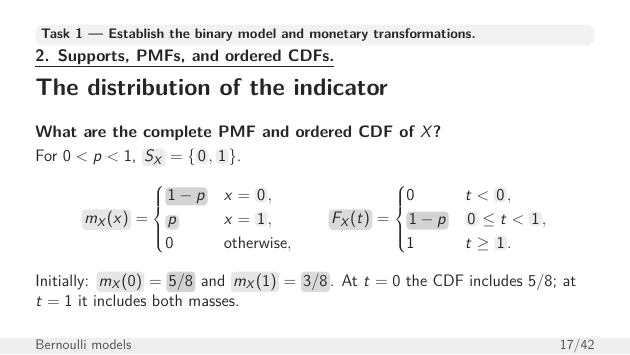 Task 1 — Establish the binary model and monetary transformations.
2. Supports, PMFs, and ordered CDFs.
The distribution of the indicator
What are the complete PMF and ordered CDF of X?
For 0 < p < 1, S_X = {0, 1}.
m_X(x) = { 1 − p x = 0, p x = 1, 0 otherwise,
F_X(t) = { 0 t < 0, 1 − p 0 ≤ t < 1, 1 t ≥ 1.
Initially: m_X(0) = 5/8 and m_X(1) = 3/8. At t = 0 the CDF includes 5/8; at
t = 1 it includes both masses.
Bernoulli models 17/42